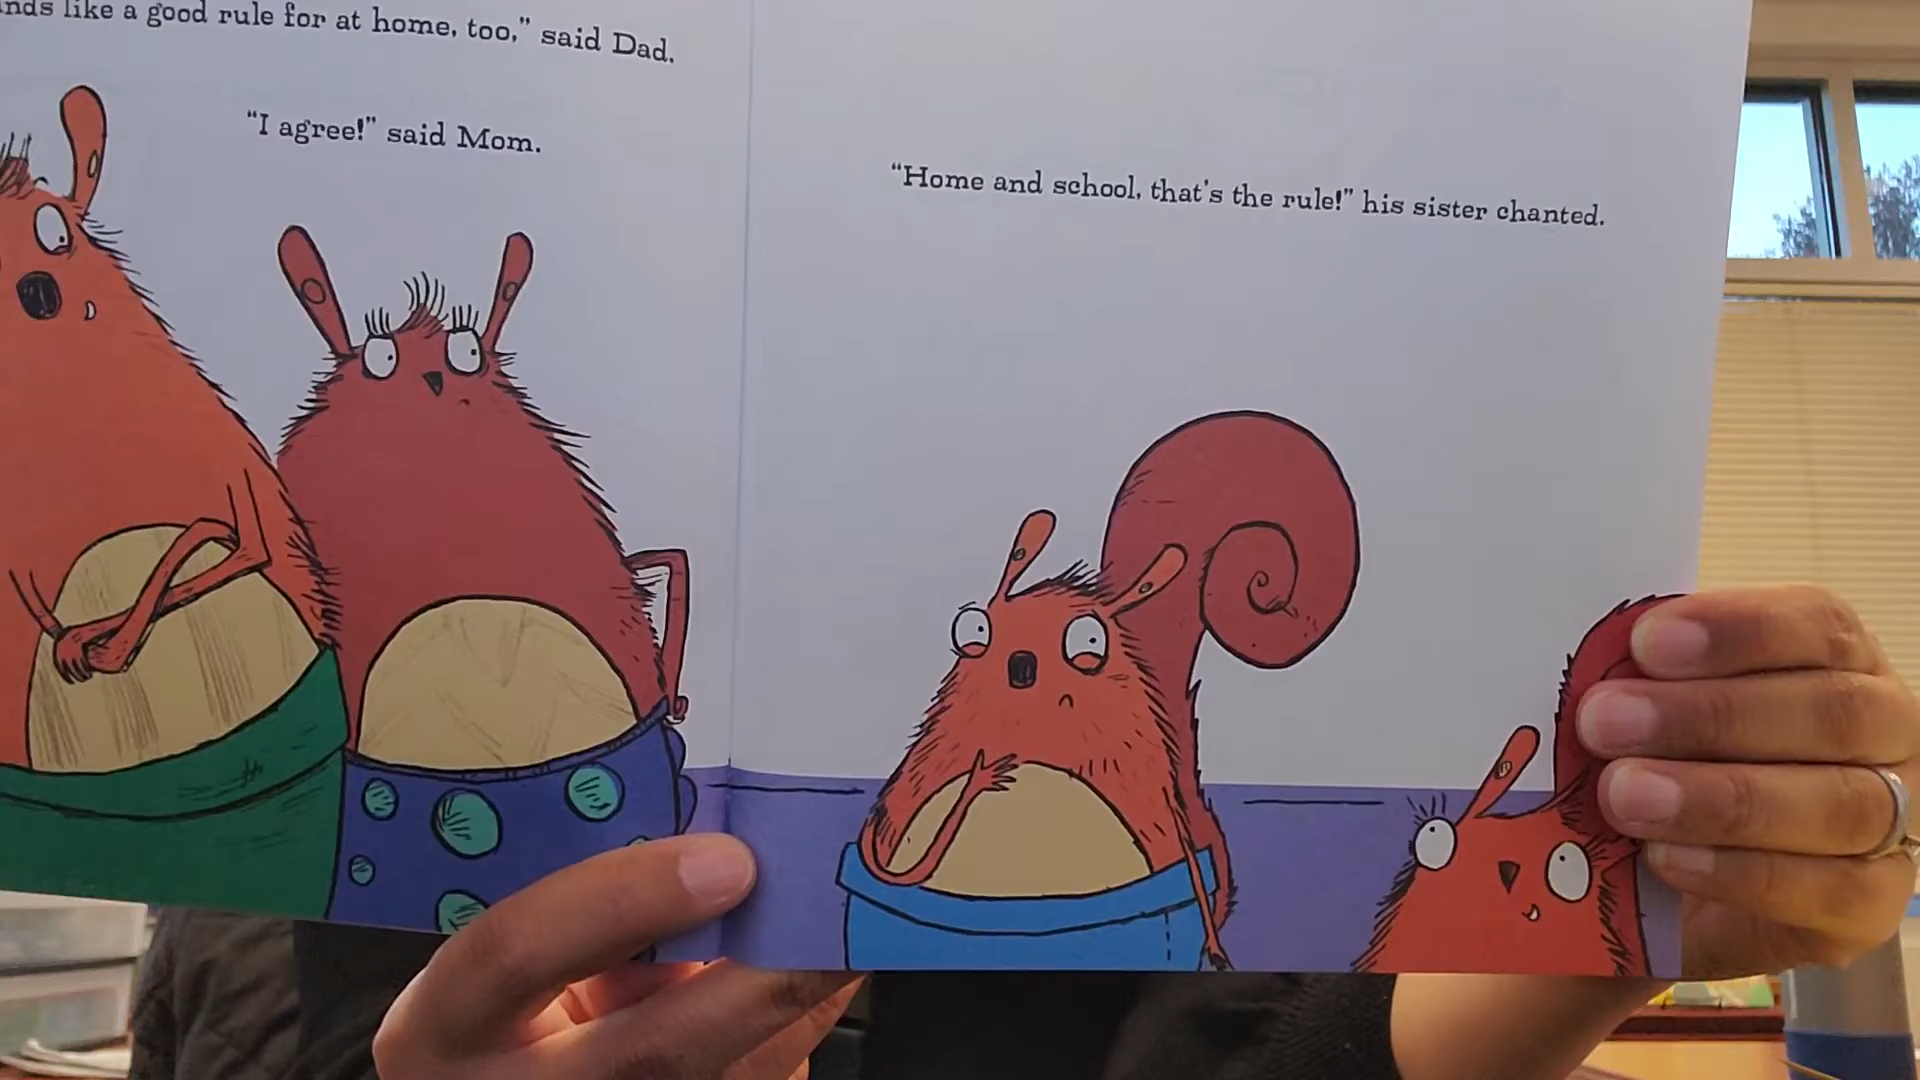 like a good rule for at home, too,” said Dad.
“I agree!” said Mom.
“Home and school, that's the rule!” his sister chanted.